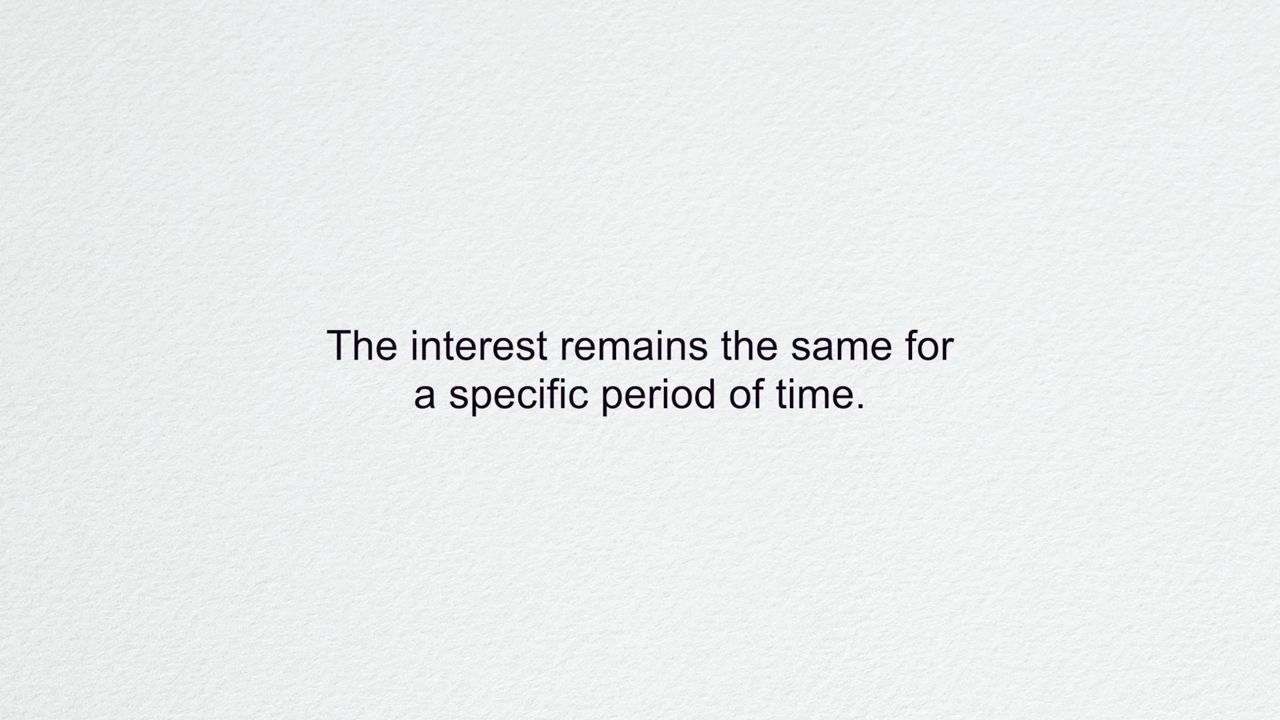 The interest remains the same for
a specific period of time.